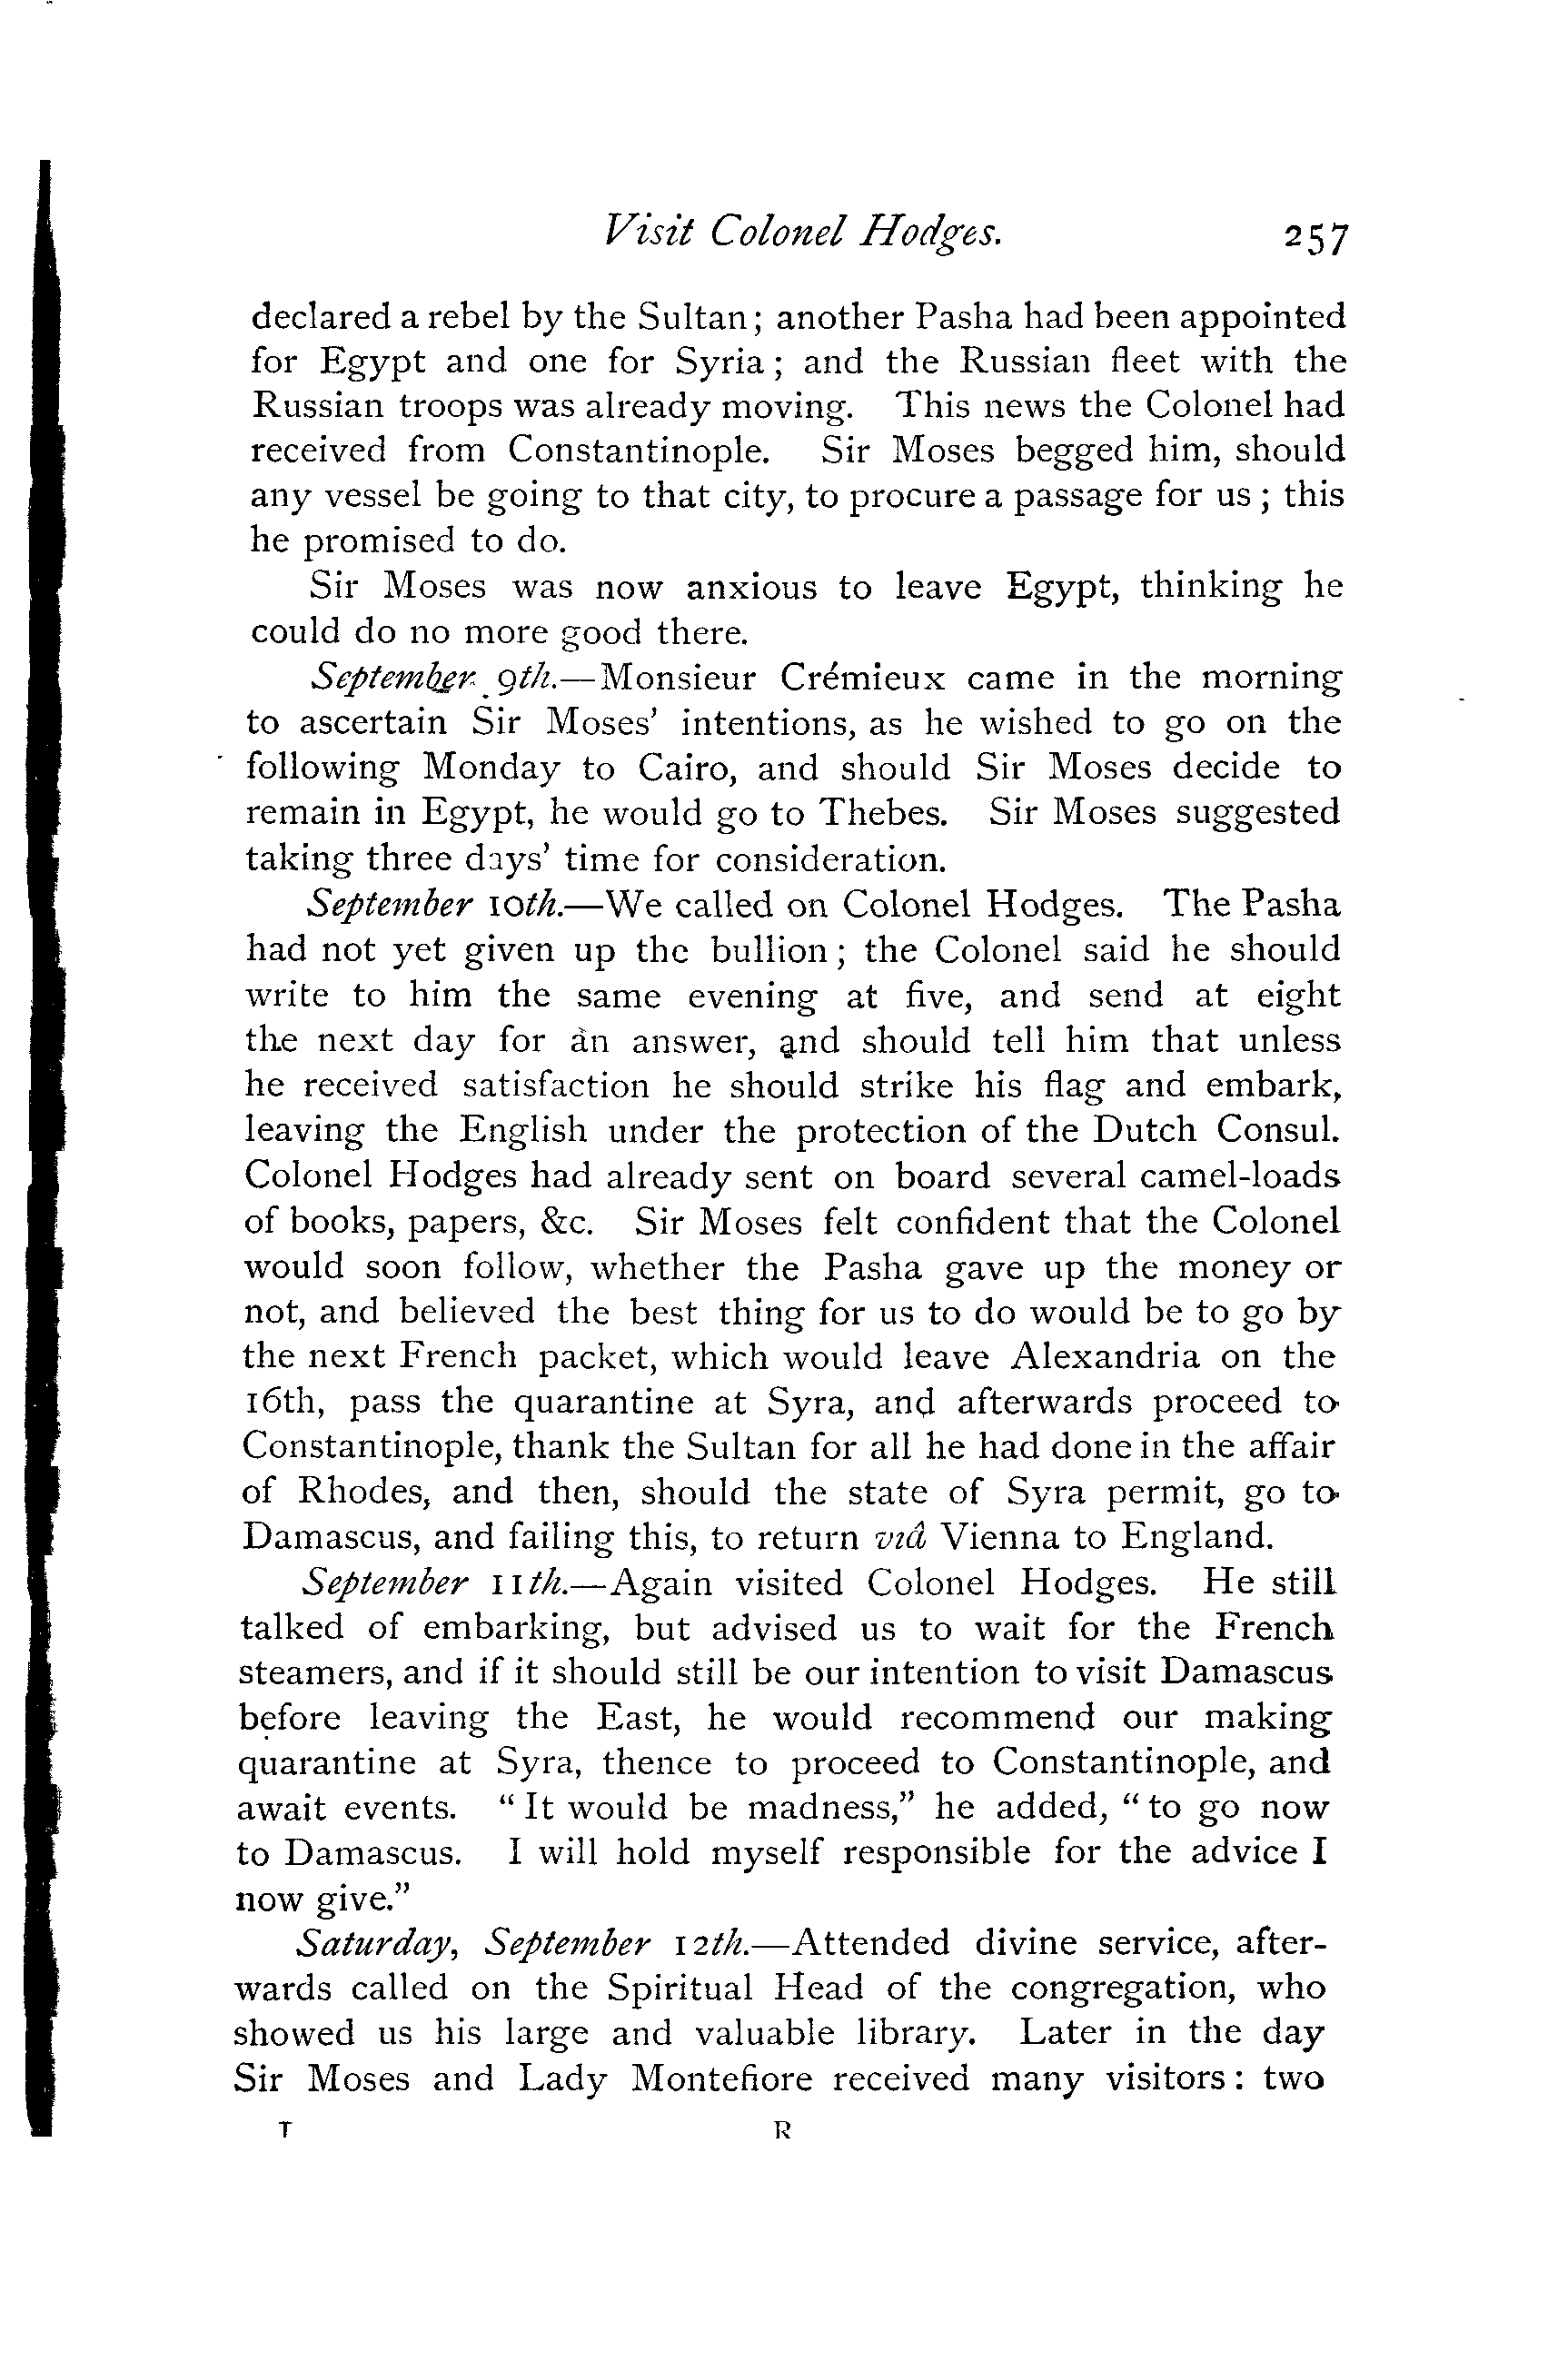 Visit Colonel Hodges. 257
declared a rebel by the Sultan; another Pasha had been appointed
for Egypt and one for Syria; and the Russian fleet with the
Russian troops was already moving. This news the Colonel had
received from Constantinople. Sir Moses begged him, should
any vessel be going to that city, to procure a passage for us; this
he promised to do.
Sir Moses was now anxious to leave Egypt, thinking he
could do no more good there.
September 9th.—Monsieur Crémieux came in the morning
to ascertain Sir Moses' intentions, as he wished to go on the
following Monday to Cairo, and should Sir Moses decide to
remain in Egypt, he would go to Thebes. Sir Moses suggested
taking three days' time for consideration.
September 10th.—We called on Colonel Hodges. The Pasha
had not yet given up the bullion; the Colonel said he should
write to him the same evening at five, and send at eight
the next day for an answer, and should tell him that unless
he received satisfaction he should strike his flag and embark,
leaving the English under the protection of the Dutch Consul.
Colonel Hodges had already sent on board several camel-loads
of books, papers, &c. Sir Moses felt confident that the Colonel
would soon follow, whether the Pasha gave up the money or
not, and believed the best thing for us to do would be to go by
the next French packet, which would leave Alexandria on the
16th, pass the quarantine at Syra, and afterwards proceed to
Constantinople, thank the Sultan for all he had done in the affair
of Rhodes, and then, should the state of Syra permit, go to
Damascus, and failing this, to return viâ Vienna to England.
September 11th.—Again visited Colonel Hodges. He still
talked of embarking, but advised us to wait for the French
steamers, and if it should still be our intention to visit Damascus
before leaving the East, he would recommend our making
quarantine at Syra, thence to proceed to Constantinople, and
await events. "It would be madness," he added, "to go now
to Damascus. I will hold myself responsible for the advice I
now give."
Saturday, September 12th.—Attended divine service, after-
wards called on the Spiritual Head of the congregation, who
showed us his large and valuable library. Later in the day
Sir Moses and Lady Montefiore received many visitors: two
T R